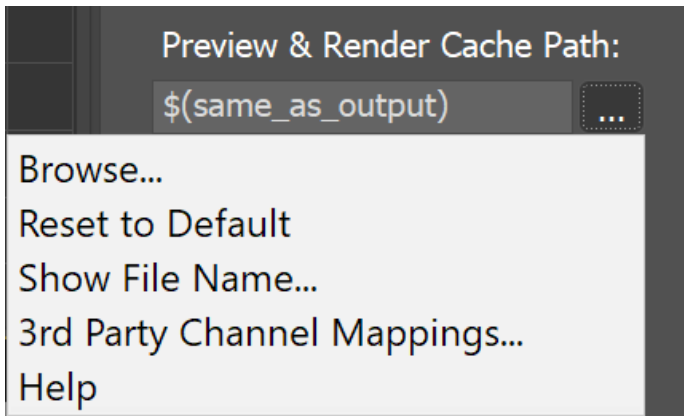 Preview & Render Cache Path:
$(same_as_output)
...
Browse...
Reset to Default
Show File Name...
3rd Party Channel Mappings...
Help